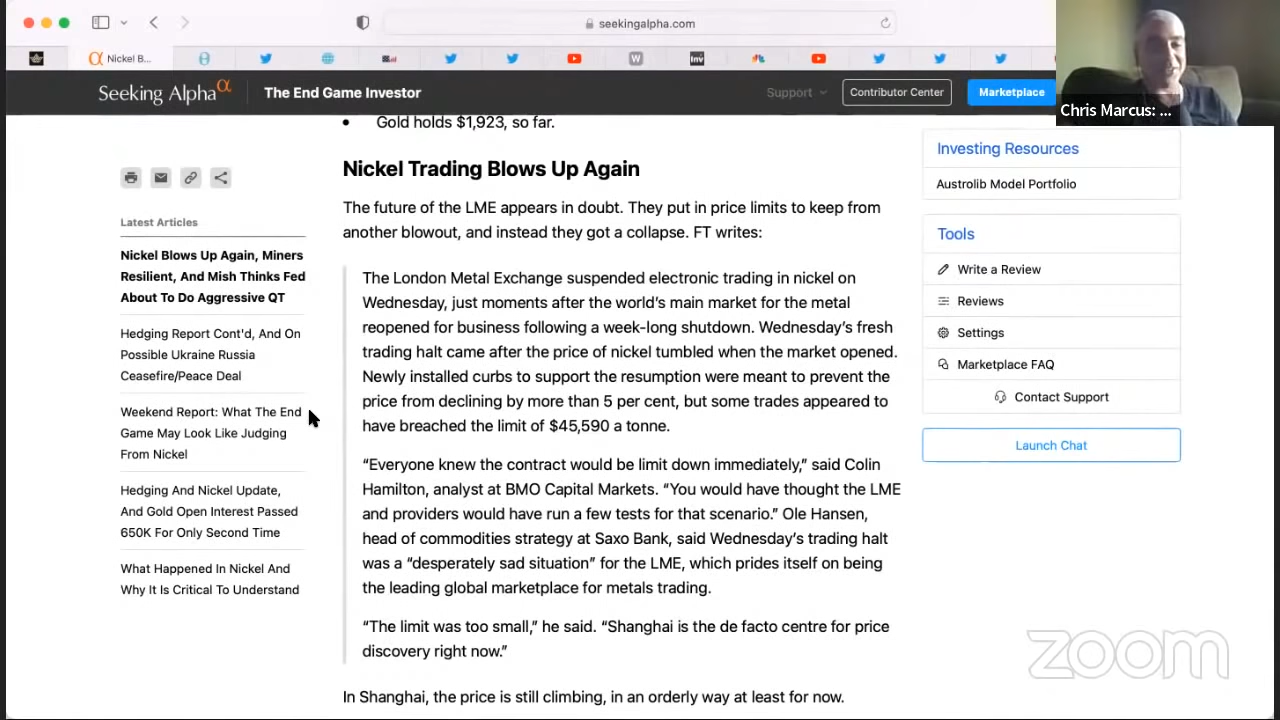 seekingalpha.com
Nickel B...
W
Inv
Seeking Alpha α
The End Game Investor
Support
Contributor Center
Marketplace
Chris Marcus: ...
• Gold holds $1,923, so far.
Nickel Trading Blows Up Again
The future of the LME appears in doubt. They put in price limits to keep from
another blowout, and instead they got a collapse. FT writes:
The London Metal Exchange suspended electronic trading in nickel on
Wednesday, just moments after the world’s main market for the metal
reopened for business following a week-long shutdown. Wednesday’s fresh
trading halt came after the price of nickel tumbled when the market opened.
Newly installed curbs to support the resumption were meant to prevent the
price from declining by more than 5 per cent, but some trades appeared to
have breached the limit of $45,590 a tonne.
“Everyone knew the contract would be limit down immediately,” said Colin
Hamilton, analyst at BMO Capital Markets. “You would have thought the LME
and providers would have run a few tests for that scenario.” Ole Hansen,
head of commodities strategy at Saxo Bank, said Wednesday’s trading halt
was a “desperately sad situation” for the LME, which prides itself on being
the leading global marketplace for metals trading.
“The limit was too small,” he said. “Shanghai is the de facto centre for price
discovery right now.”
In Shanghai, the price is still climbing, in an orderly way at least for now.
Latest Articles
Nickel Blows Up Again, Miners
Resilient, And Mish Thinks Fed
About To Do Aggressive QT
Hedging Report Cont'd, And On
Possible Ukraine Russia
Ceasefire/Peace Deal
Weekend Report: What The End
Game May Look Like Judging
From Nickel
Hedging And Nickel Update,
And Gold Open Interest Passed
650K For Only Second Time
What Happened In Nickel And
Why It Is Critical To Understand
Investing Resources
Austrolib Model Portfolio
Tools
Write a Review
Reviews
Settings
Marketplace FAQ
Contact Support
Launch Chat
zoom